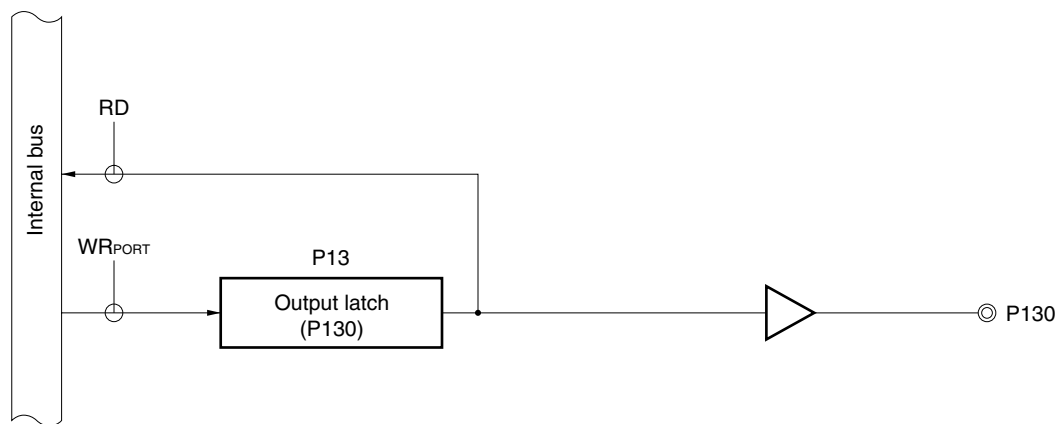 Internal bus
RD
WRPORT
P13
Output latch
(P130)
P130